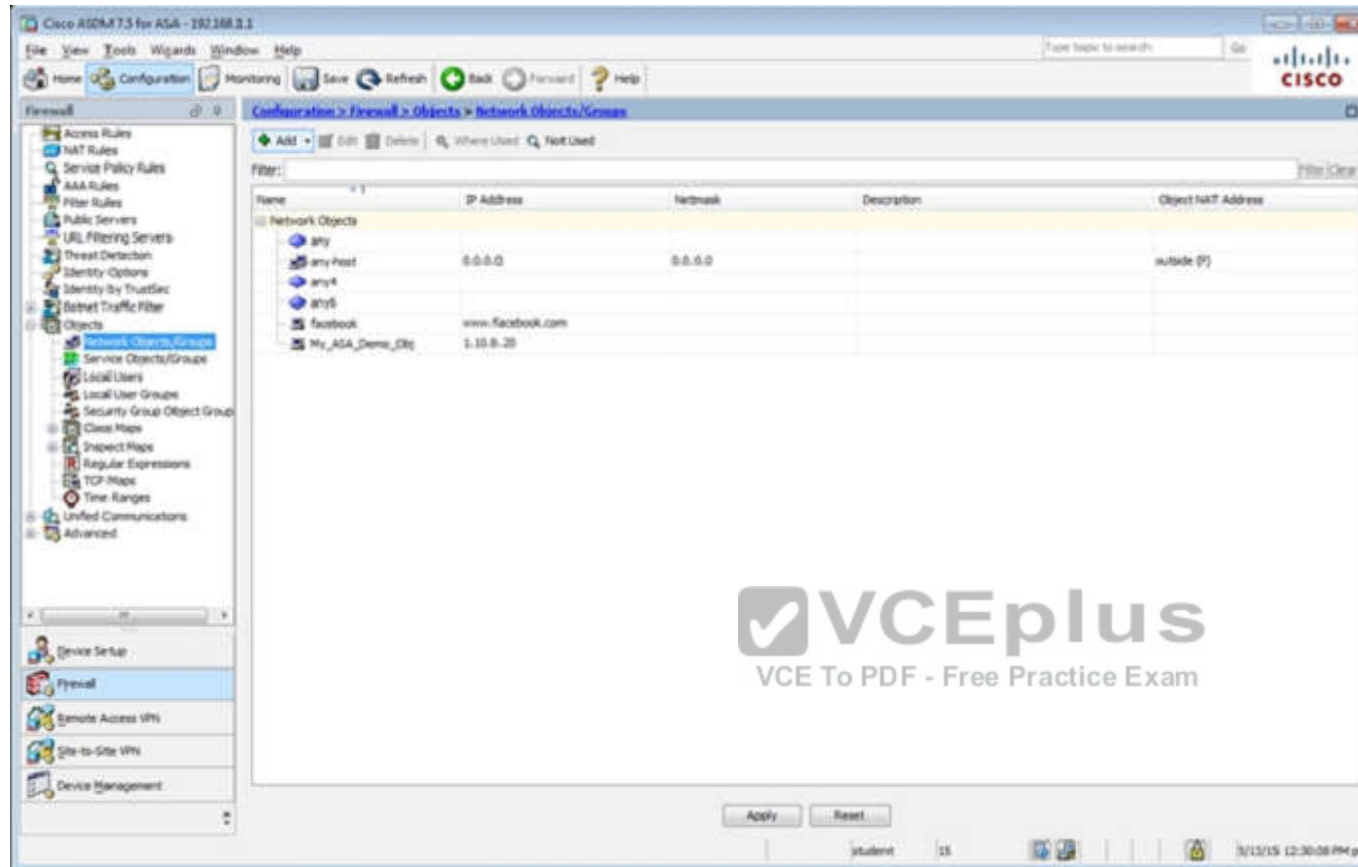 Cisco ASDM 7.5 for ASA - 192.168.1.1
File View Tools Wizards Window Help
Type topic to search Go
CISCO
Home Configuration Monitoring Save Refresh Back Forward Help
Firewall
Configuration > Firewall > Objects > Network Objects/Groups
Access Rules
NAT Rules
Service Policy Rules
AAA Rules
Filter Rules
Public Servers
URL Filtering Servers
Threat Detection
Identity Options
Identity by TrustSec
Botnet Traffic Filter
Objects
Network Objects/Groups
Service Objects/Groups
Local Users
Local User Groups
Security Group Object Group
Class Maps
Inspect Maps
Regular Expressions
TCP Maps
Time Ranges
Unified Communications
Advanced
Device Setup
Firewall
Remote Access VPN
Site-to-Site VPN
Device Management
Add Edit Delete Where Used Not Used
Filter: Filter Clear
Name IP Address Netmask Description Object NAT Address
Network Objects
any
any-host 0.0.0.0 0.0.0.0 outside (P)
any4
any6
facebook www.facebook.com
My_ASA_Demo_Obj
VCEplus
VCE To PDF - Free Practice Exam
Apply Reset
student 15 5/13/15 12:30:08 PM